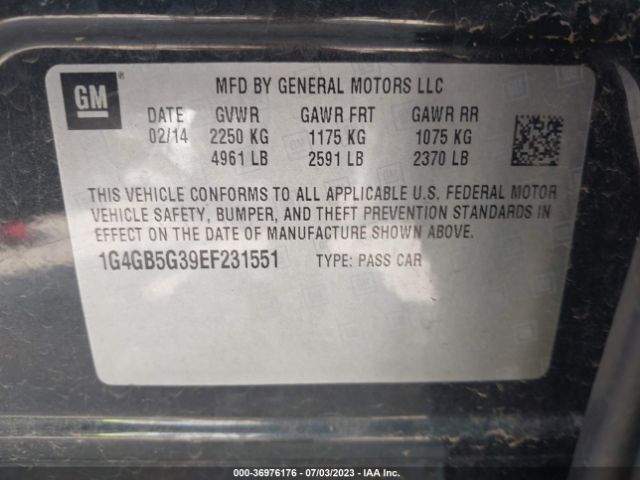 GM ®
MFD BY GENERAL MOTORS LLC
DATE GVWR GAWR FRT GAWR RR
02/14 2250 KG 1175 KG 1075 KG
4961 LB 2591 LB 2370 LB
THIS VEHICLE CONFORMS TO ALL APPLICABLE U.S. FEDERAL MOTOR
VEHICLE SAFETY, BUMPER, AND THEFT PREVENTION STANDARDS IN
EFFECT ON THE DATE OF MANUFACTURE SHOWN ABOVE.
1G4GB5G39EF231551 TYPE: PASS CAR
000-36976176 - 07/03/2023 - IAA Inc.